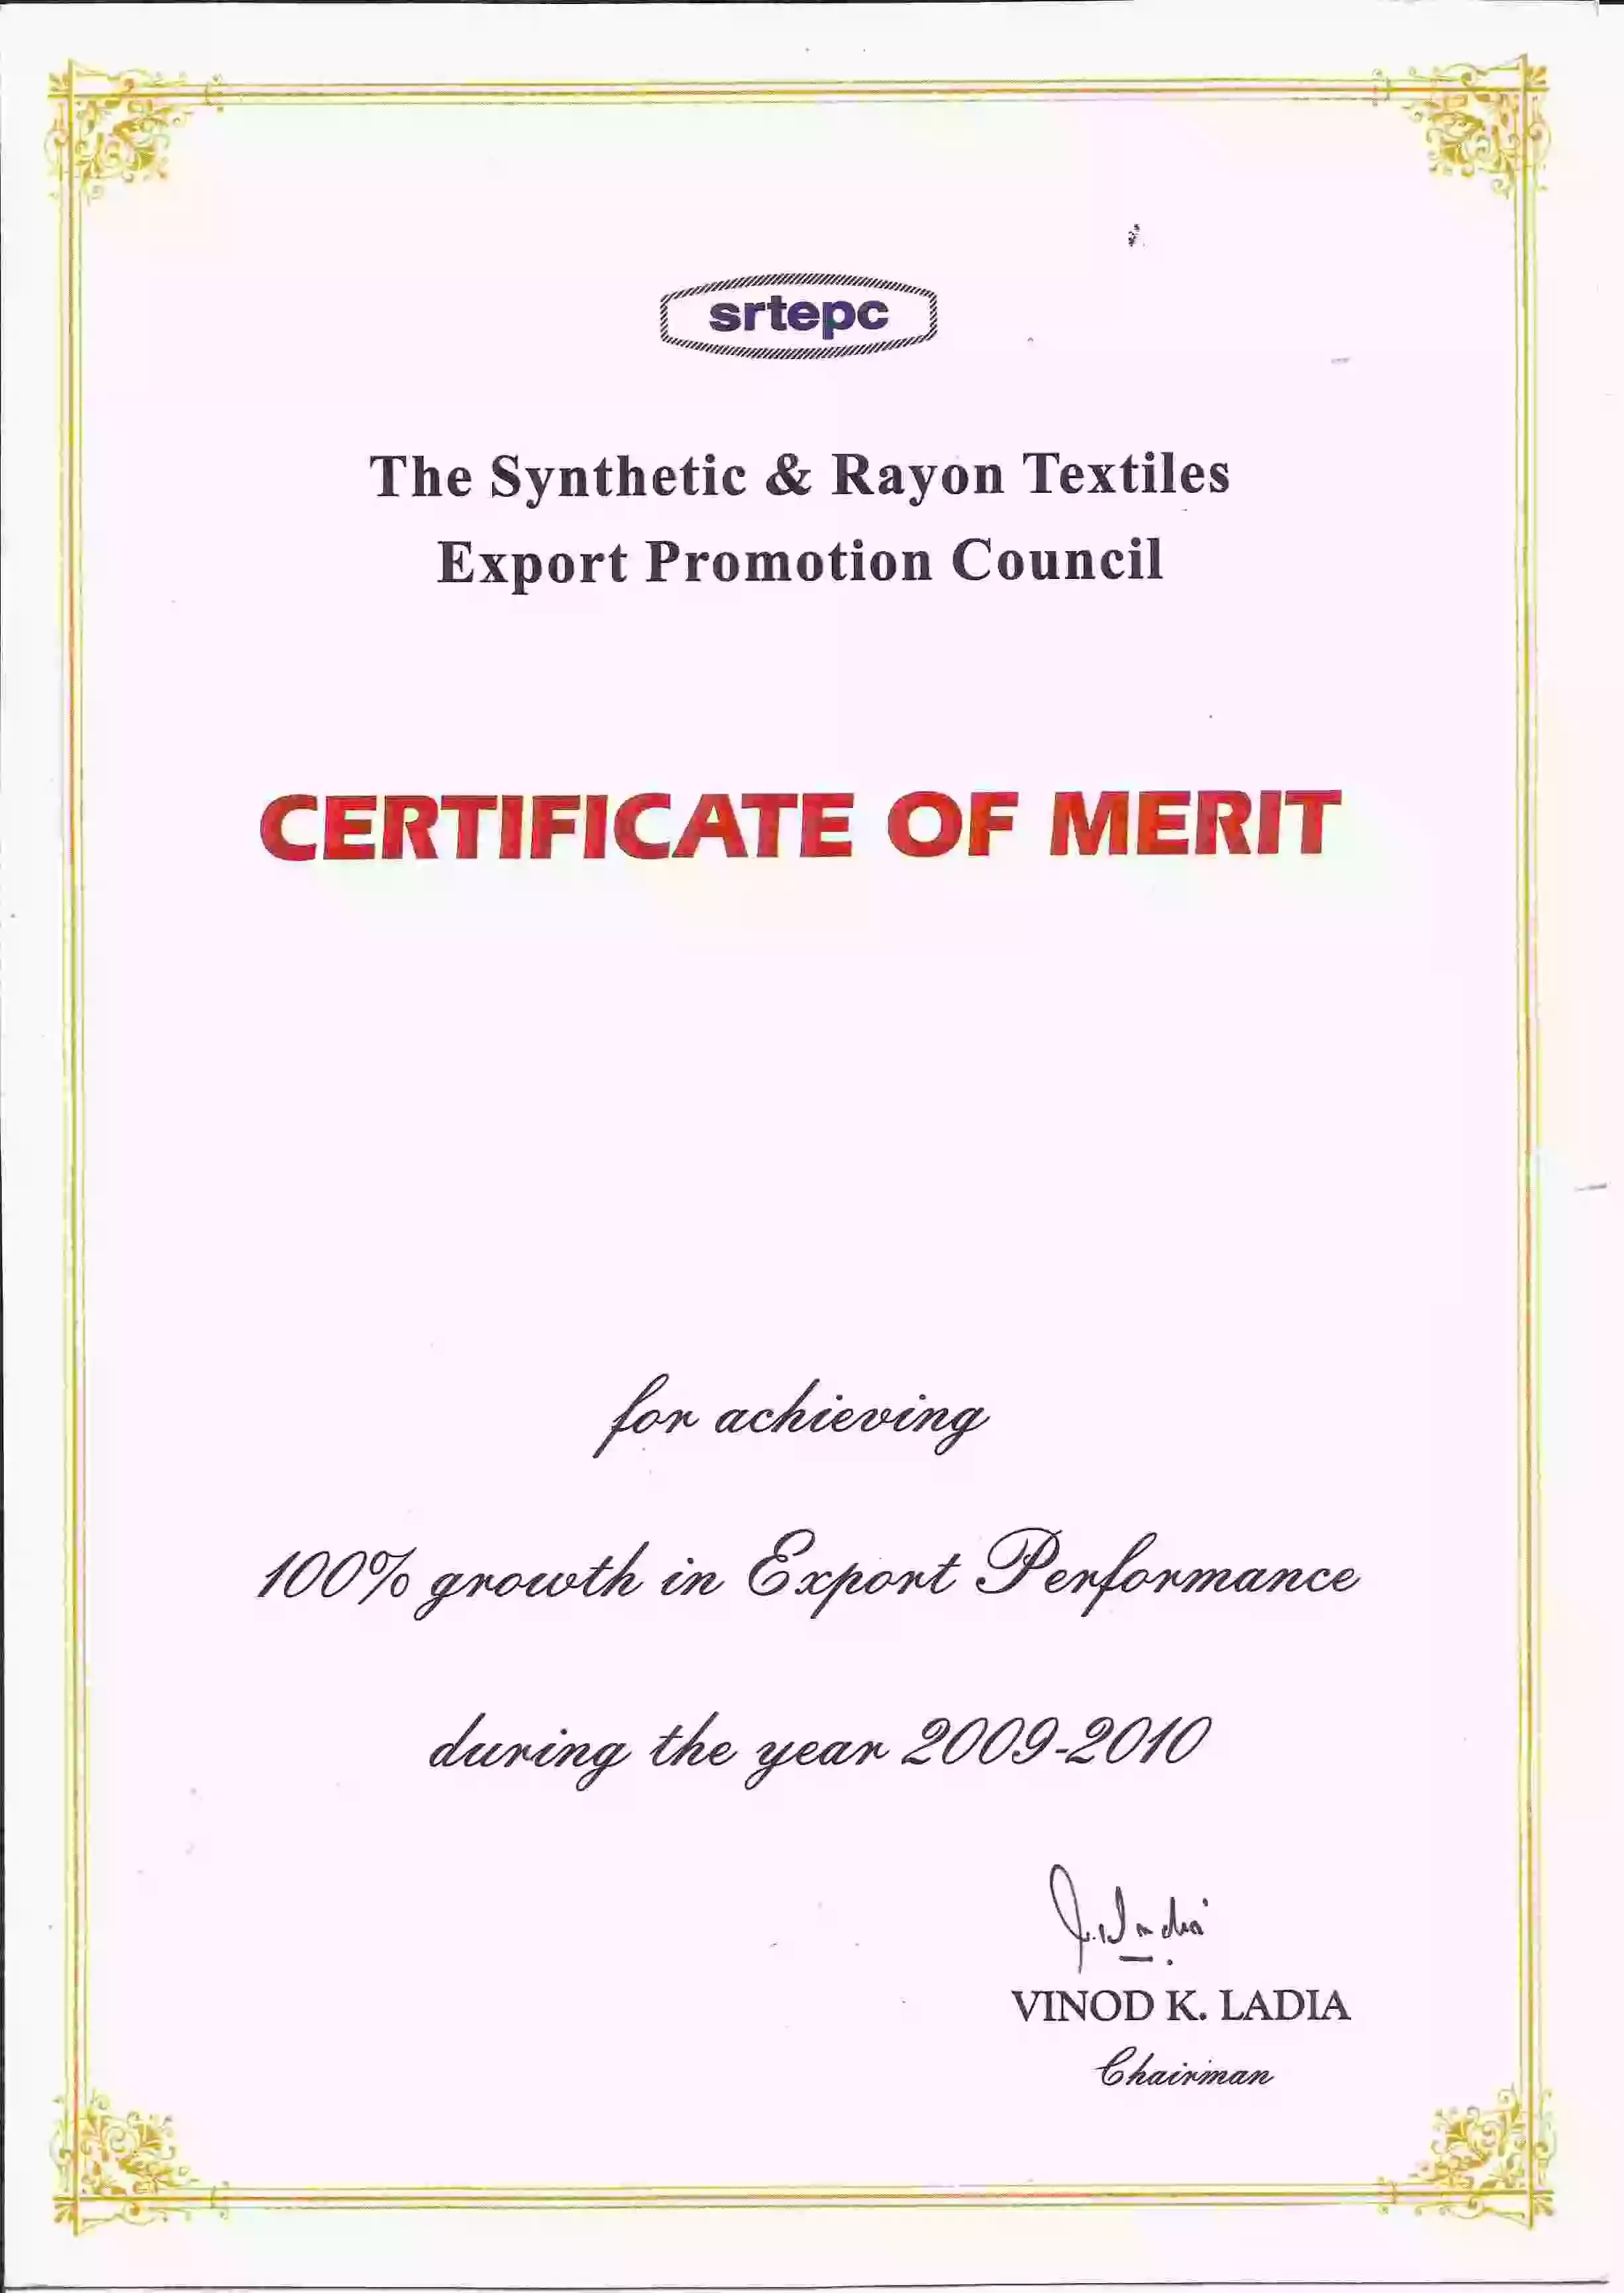 srtepc
The Synthetic & Rayon Textiles
Export Promotion Council
CERTIFICATE OF MERIT
for achieving
100% growth in Export Performance
during the year 2009-2010
VINOD K. LADIA
Chairman